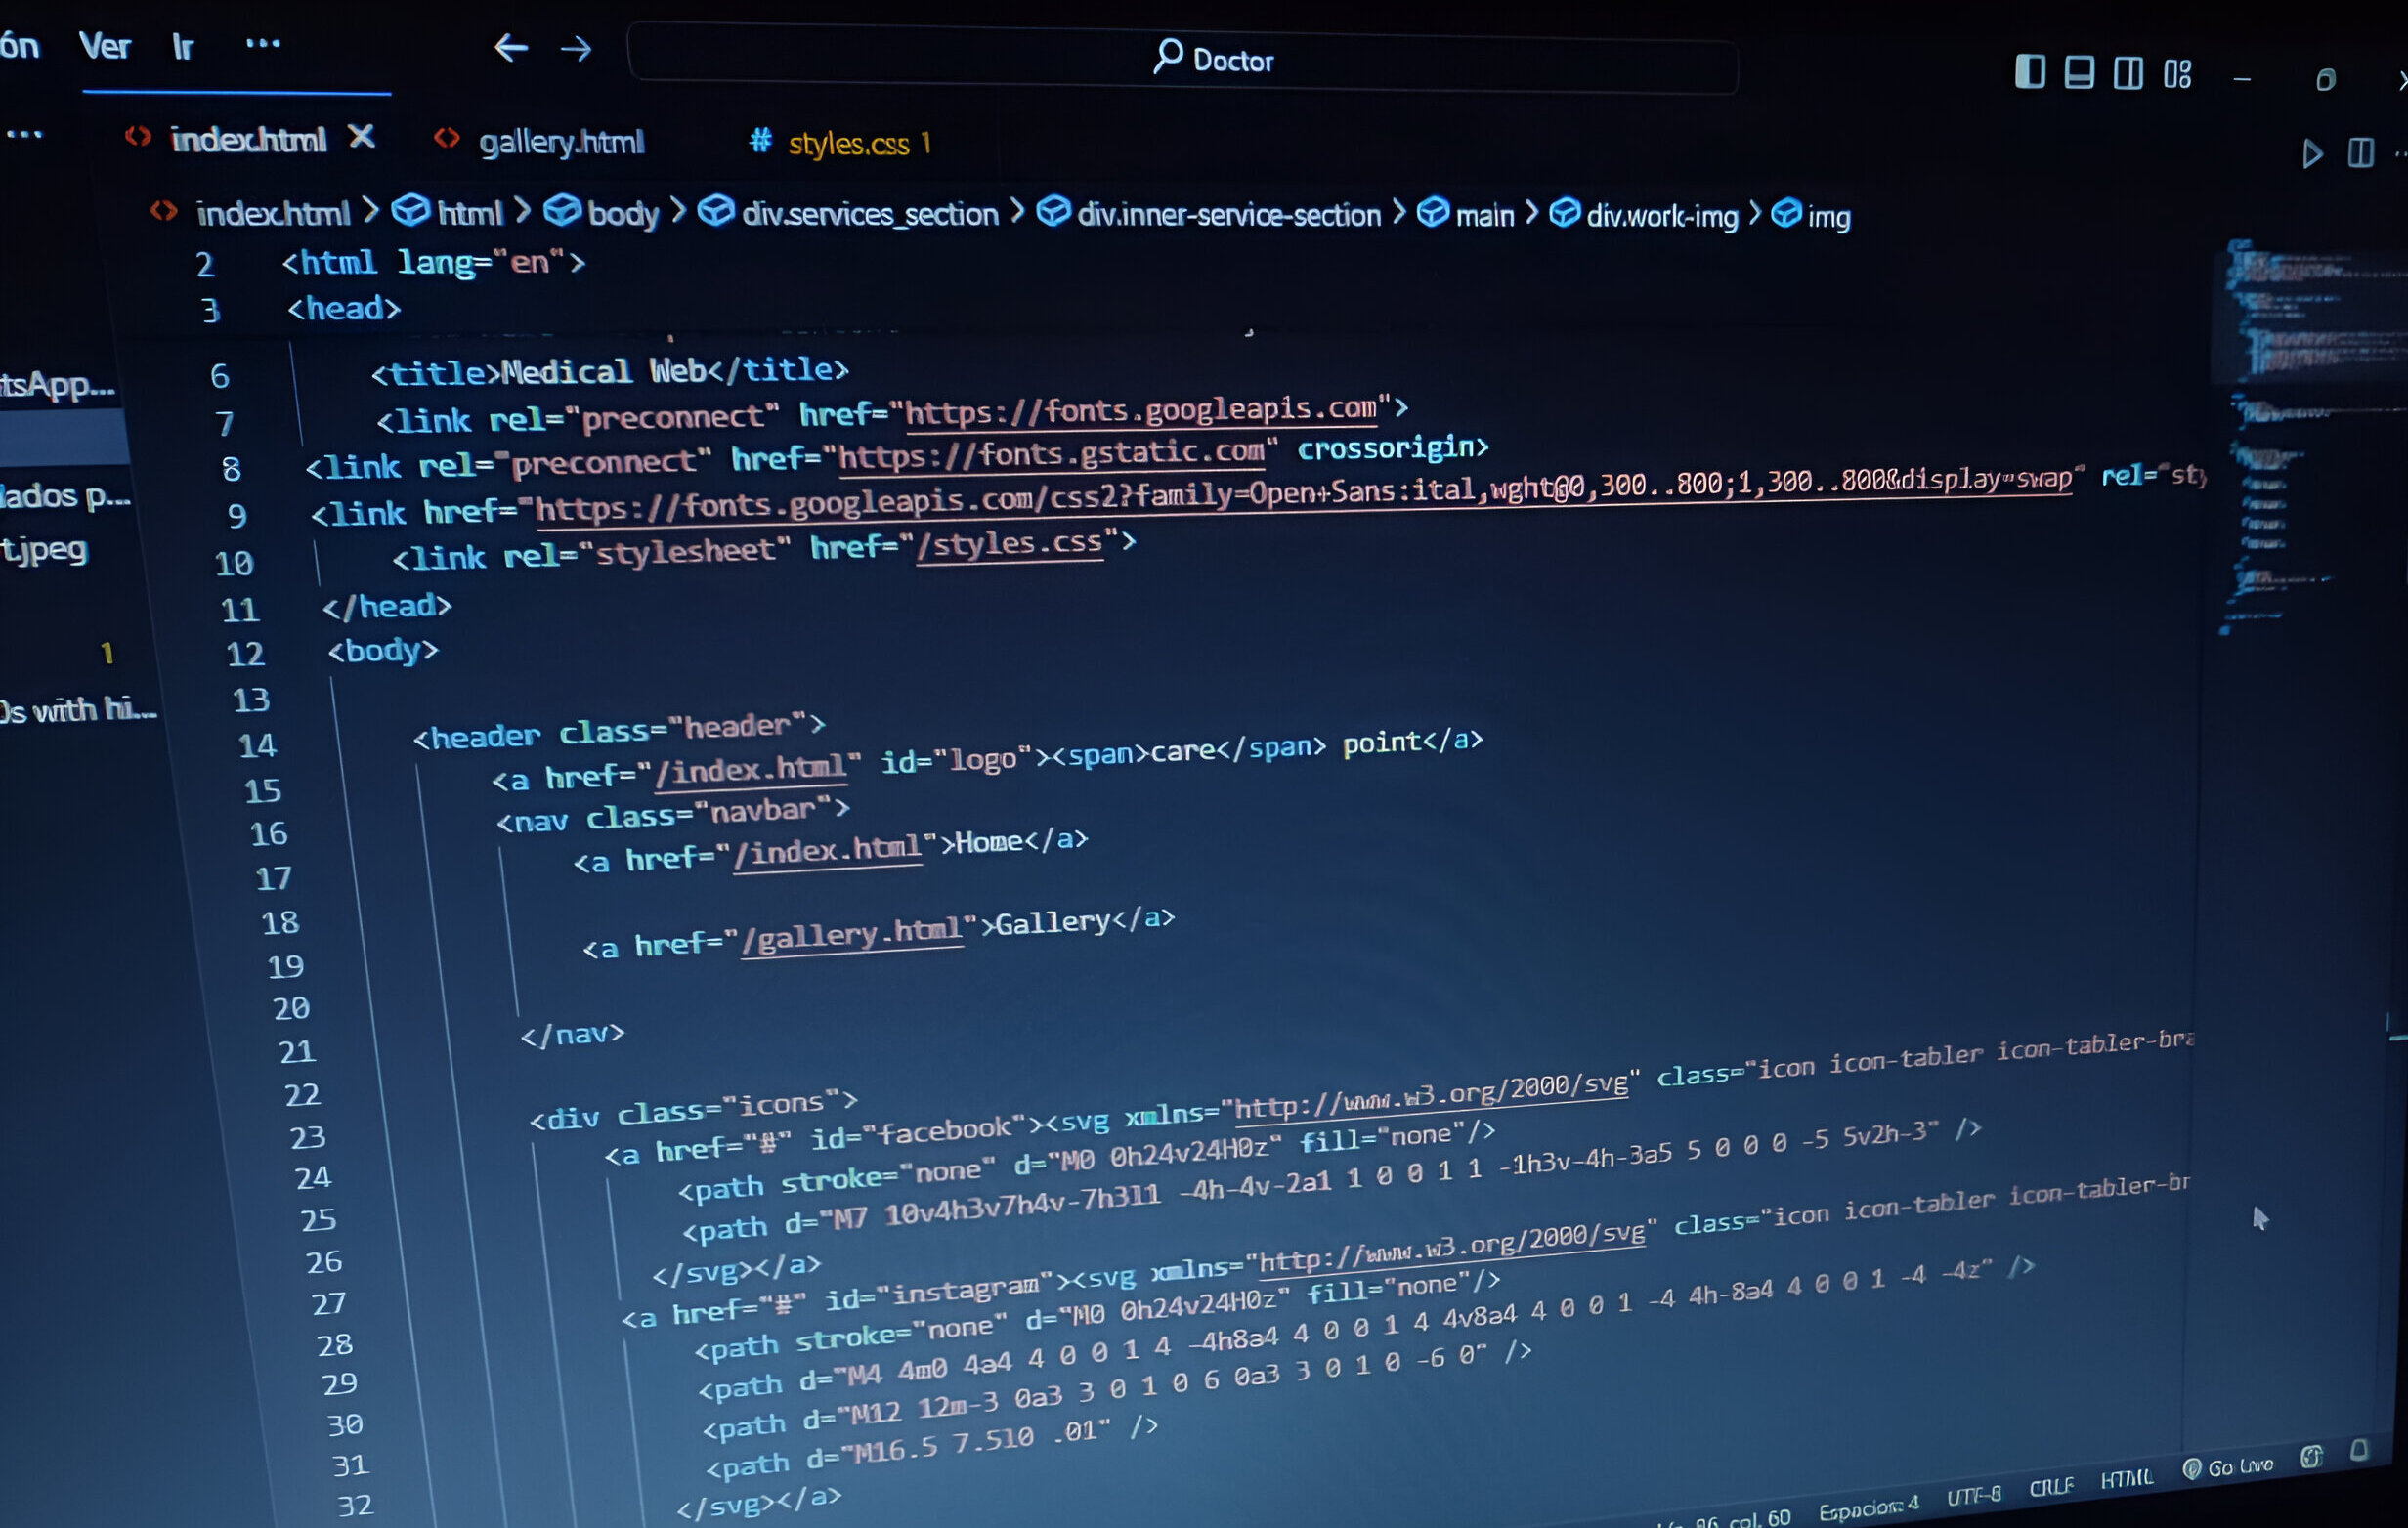 ón Ver Ir ... Doctor
index.html gallery.html styles.css 1
index.html > html > body > div.services_section > div.inner-service-section > main > div.work-img > img
2 <html lang="en">
3 <head>
6 <title>Medical Web</title>
7 <link rel="preconnect" href="https://fonts.googleapis.com">
8 <link rel="preconnect" href="https://fonts.gstatic.com" crossorigin>
9 <link href="https://fonts.googleapis.com/css2?family=Open+Sans:ital,wght@0,300..800;1,300..800&display=swap" rel="sty
10 <link rel="stylesheet" href="/styles.css">
11 </head>
12 <body>
13
14 <header class="header">
15 <a href="/index.html" id="logo"><span>care</span> point</a>
16 <nav class="navbar">
17 <a href="/index.html">Home</a>
18
19 <a href="/gallery.html">Gallery</a>
20
21 </nav>
22
23 <div class="icons">
24 <a href="#" id="facebook"><svg xmlns="http://www.w3.org/2000/svg" class="icon icon-tabler icon-tabler-bra
25 <path stroke="none" d="M0 0h24v24H0z" fill="none"/>
26 <path d="M7 10v4h3v7h4v-7h3l1 -4h-4v-2a1 1 0 0 1 1 -1h3v-4h-3a5 5 0 0 0 -5 5v2h-3" />
27 </svg></a>
28 <a href="#" id="instagram"><svg xmlns="http://www.w3.org/2000/svg" class="icon icon-tabler icon-tabler-br
29 <path stroke="none" d="M0 0h24v24H0z" fill="none"/>
30 <path d="M4 4m0 4a4 4 0 0 1 4 -4h8a4 4 0 0 1 4 4v8a4 4 0 0 1 -4 4h-8a4 4 0 0 1 -4 -4z" />
31 <path d="M12 12m-3 0a3 3 0 1 0 6 0a3 3 0 1 0 -6 0" />
32 <path d="M16.5 7.5l0 .01" />
</svg></a>
tsApp...
lados p...
t.jpeg
1
Ds with hi...
96, col. 60 Espacios: 4 UTF-8 CRLF HTML Go Live